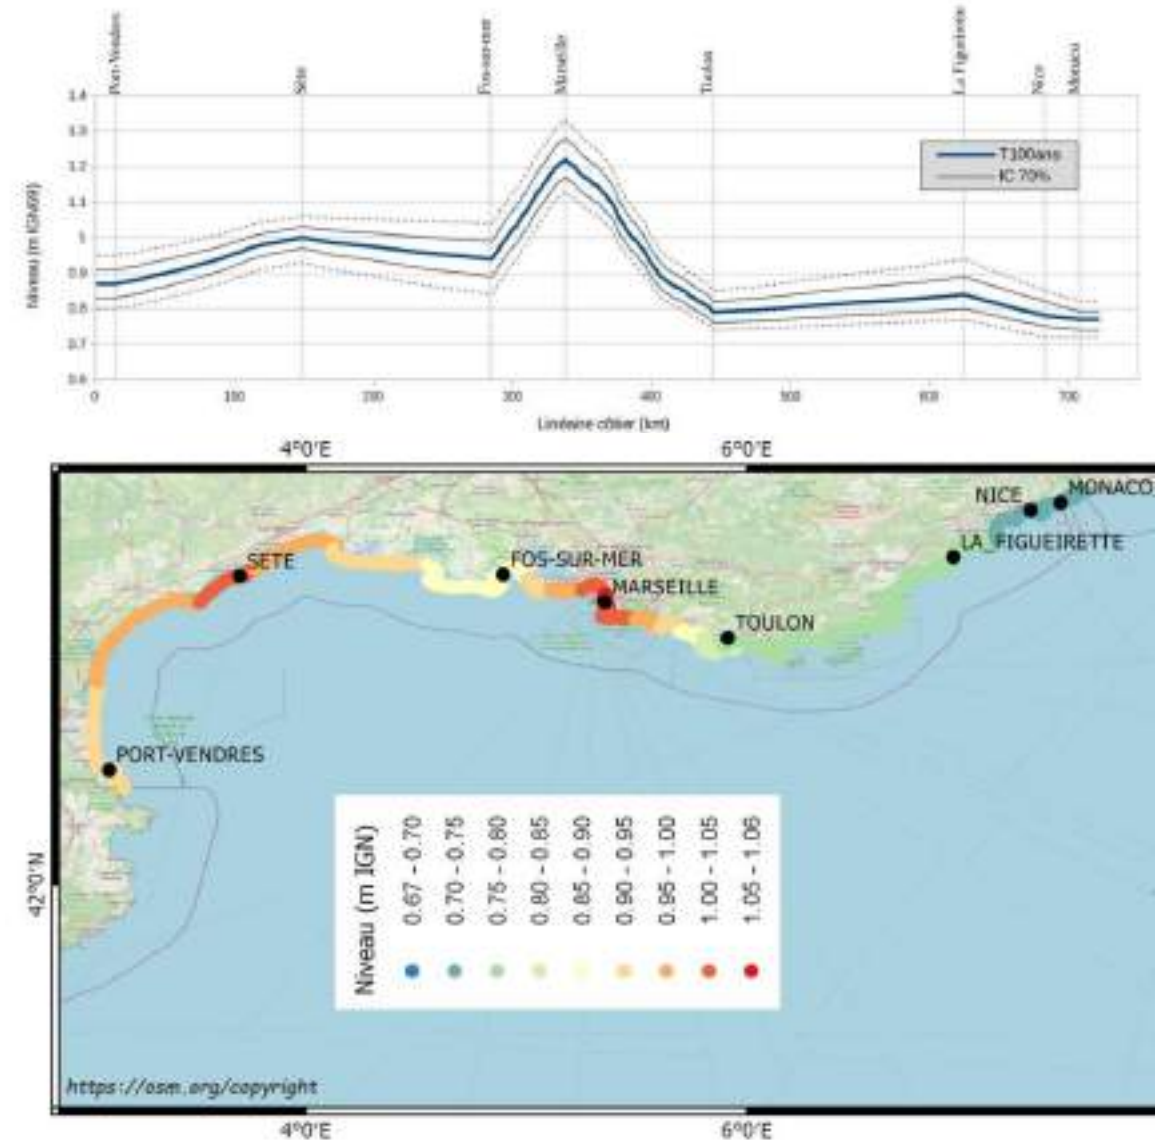 Port-Vendres
Sète
Fos-sur-mer
Marseille
Toulon
La Figueirette
Nice
Monaco
1.4
1.3
1.2
1.1
1
0.9
0.8
0.7
0.6
Niveau (m IGN69)
T100ans
IC 70%
0 100 200 300 400 500 600 700
Linéaire côtier (km)
4°0'E 6°0'E
NICE
MONACO
LA FIGUEIRETTE
SETE
FOS-SUR-MER
MARSEILLE
TOULON
PORT-VENDRES
42°0'N
Niveau (m IGN)
0.67 - 0.70
0.70 - 0.75
0.75 - 0.80
0.80 - 0.85
0.85 - 0.90
0.90 - 0.95
0.95 - 1.00
1.00 - 1.05
1.05 - 1.06
https://osm.org/copyright
4°0'E 6°0'E